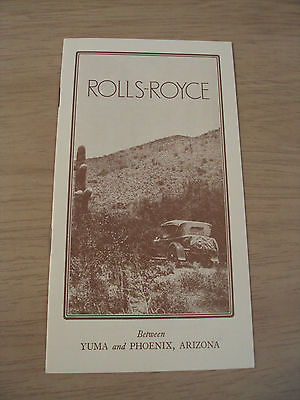 ROLLS-ROYCE
Between
YUMA and PHOENIX, ARIZONA